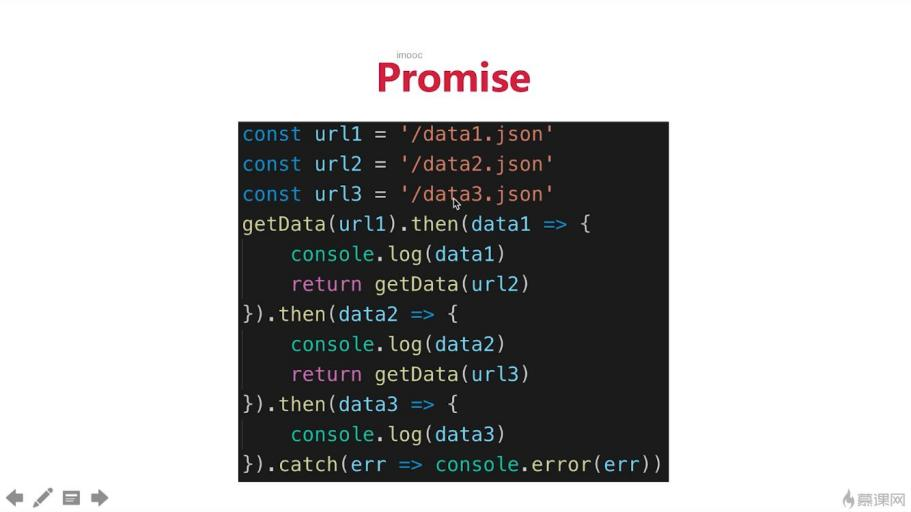 imooc
Promise
const url1 = '/data1.json'
const url2 = '/data2.json'
const url3 = '/data3.json'
getData(url1).then(data1 => {
    console.log(data1)
    return getData(url2)
}).then(data2 => {
    console.log(data2)
    return getData(url3)
}).then(data3 => {
    console.log(data3)
}).catch(err => console.error(err))
慕课网